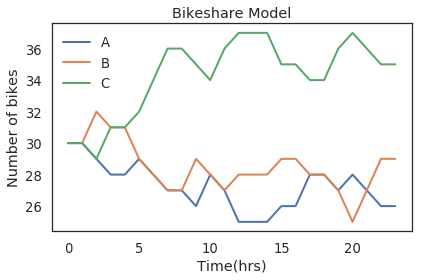 Bikeshare Model
A
B
C
Number of bikes
36
34
32
30
28
26
0 5 10 15 20
Time(hrs)